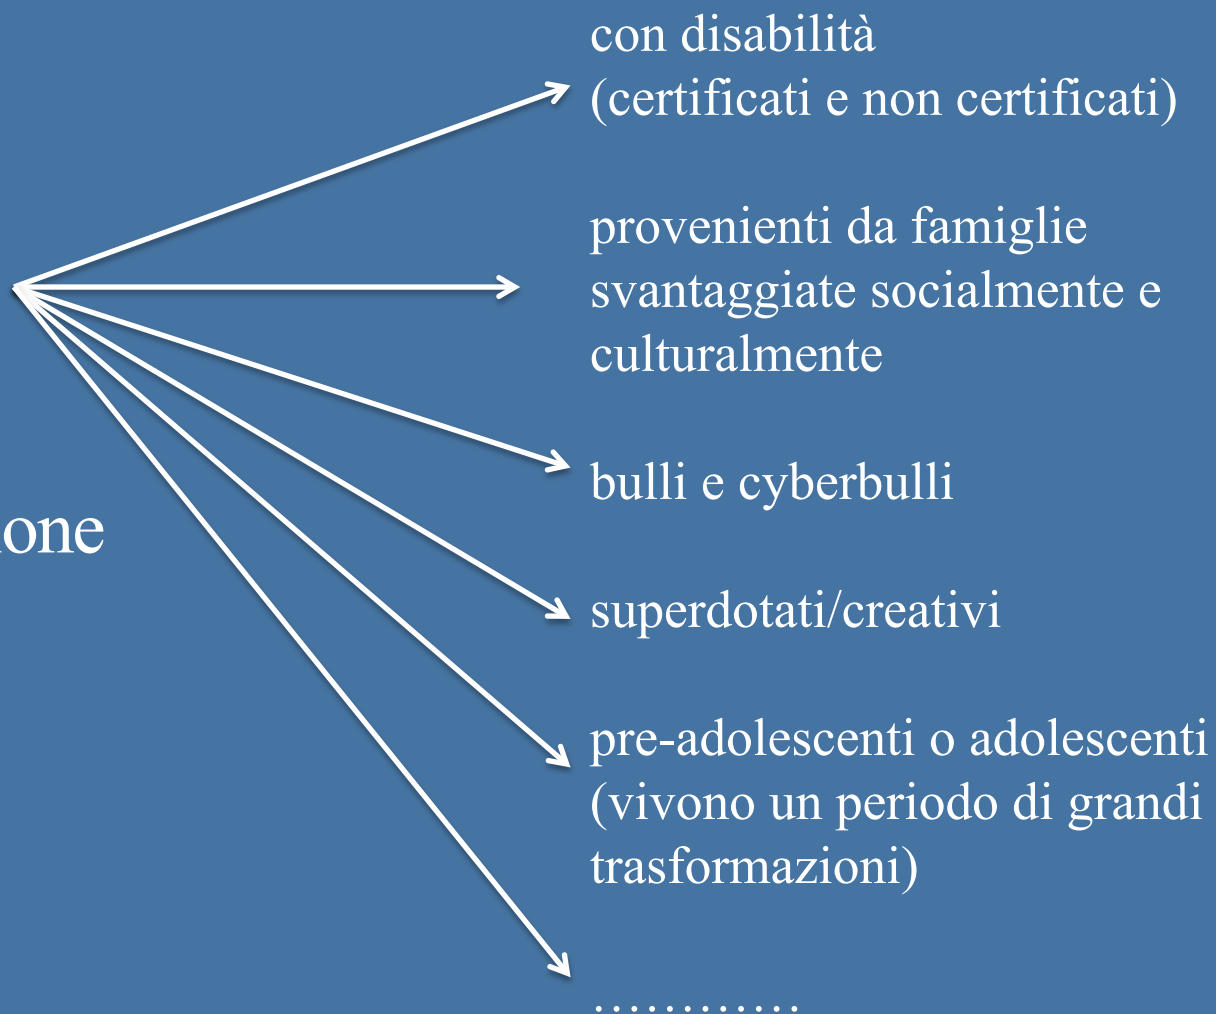 con disabilità
(certificati e non certificati)
provenienti da famiglie
svantaggiate socialmente e
culturalmente
bulli e cyberbulli
superdotati/creativi
pre-adolescenti o adolescenti
(vivono un periodo di grandi
trasformazioni)
…………